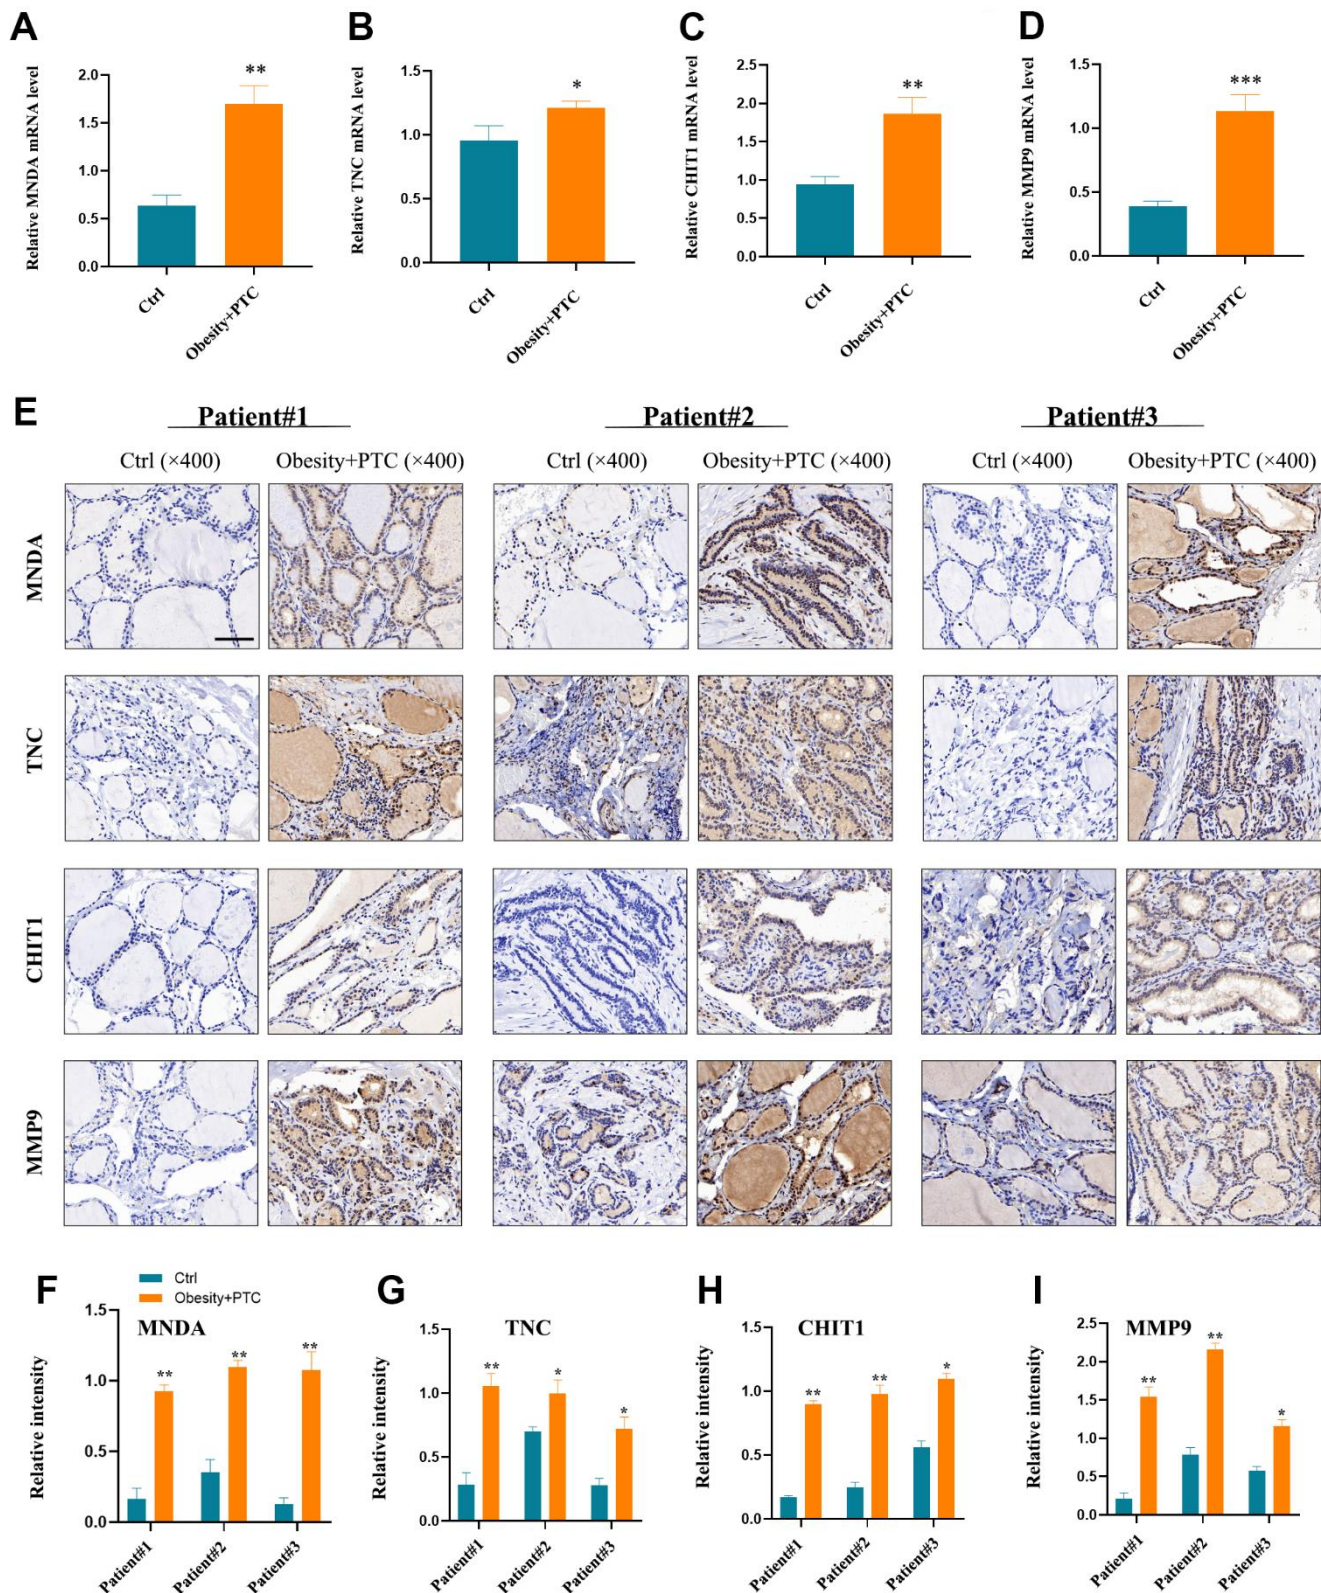 A
B
C
D
Relative MNDA mRNA level
2.0
1.5
1.0
0.5
0.0
**
Ctrl
Obesity+PTC
Relative TNC mRNA level
1.5
1.0
0.5
0.0
*
Ctrl
Obesity+PTC
Relative CHIT1 mRNA level
2.5
2.0
1.5
1.0
0.5
0.0
**
Ctrl
Obesity+PTC
Relative MMP9 mRNA level
1.5
1.0
0.5
0.0
***
Ctrl
Obesity+PTC
E
Patient#1
Patient#2
Patient#3
Ctrl (×400)
Obesity+PTC (×400)
Ctrl (×400)
Obesity+PTC (×400)
Ctrl (×400)
Obesity+PTC (×400)
MNDA
TNC
CHIT1
MMP9
F
Ctrl
Obesity+PTC
MNDA
Relative intensity
1.5
1.0
0.5
0.0
**
**
**
Patient#1
Patient#2
Patient#3
G
TNC
Relative intensity
1.5
1.0
0.5
0.0
**
*
*
Patient#1
Patient#2
Patient#3
H
CHIT1
Relative intensity
1.5
1.0
0.5
0.0
**
**
*
Patient#1
Patient#2
Patient#3
I
MMP9
Relative intensity
2.5
2.0
1.5
1.0
0.5
0.0
**
**
*
Patient#1
Patient#2
Patient#3